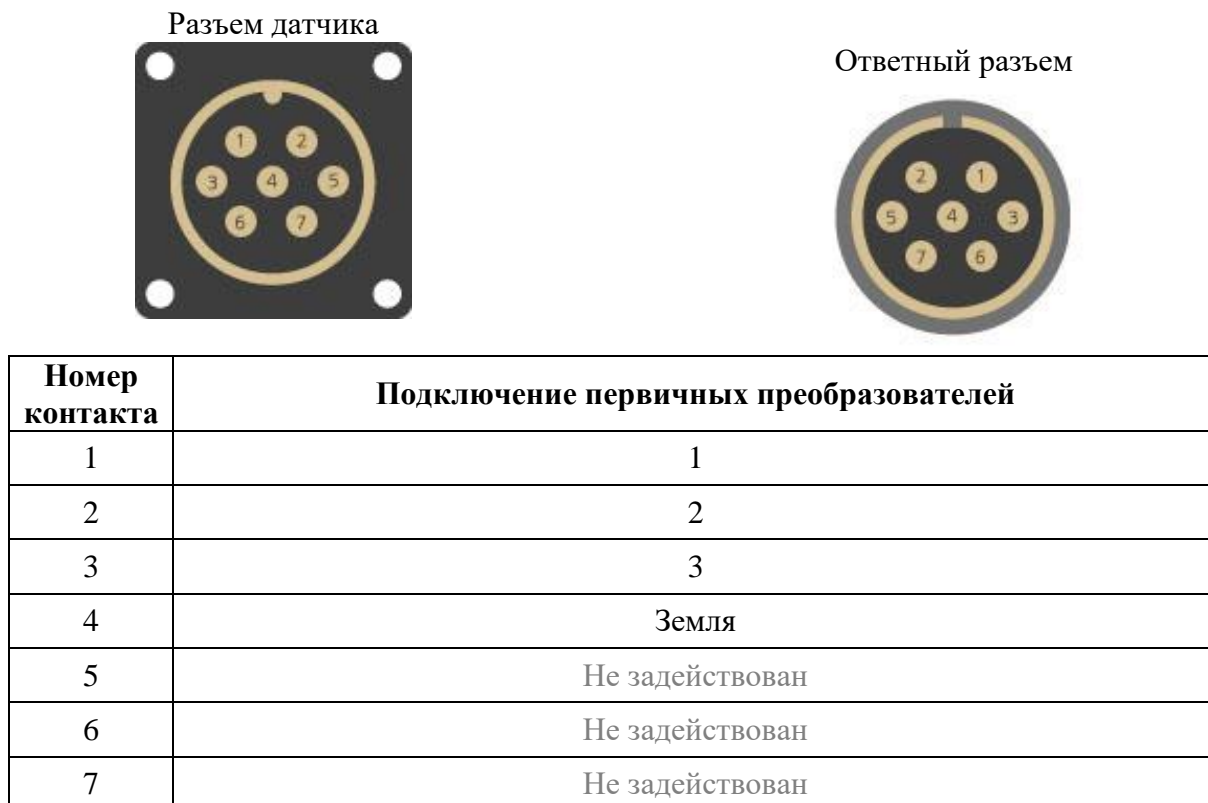 Разъем датчика
Ответный разъем
1 2
3 4 5
6 7
2 1
5 4 3
7 6
Номер контакта Подключение первичных преобразователей
1 1
2 2
3 3
4 Земля
5 Не задействован
6 Не задействован
7 Не задействован